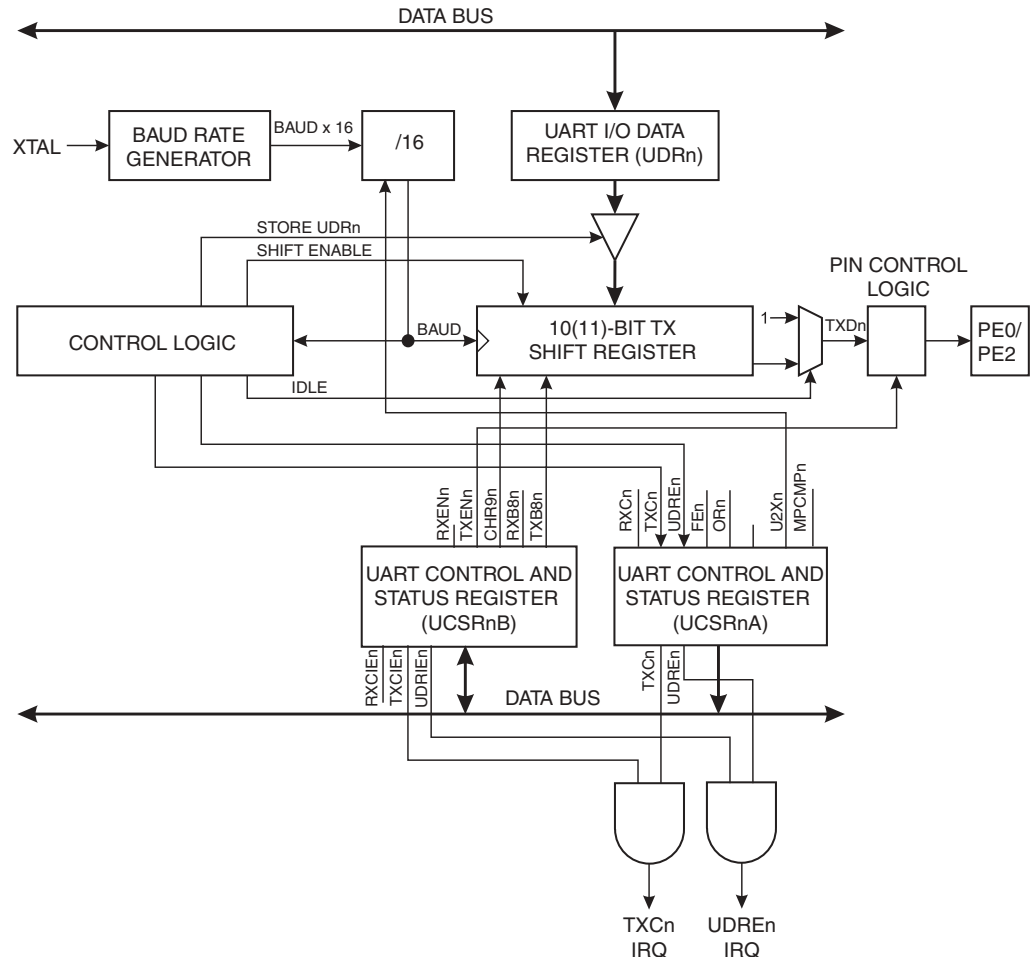 DATA BUS
XTAL
BAUD RATE
GENERATOR
BAUD x 16
/16
UART I/O DATA
REGISTER (UDRn)
STORE UDRn
SHIFT ENABLE
PIN CONTROL
LOGIC
CONTROL LOGIC
BAUD
10(11)-BIT TX
SHIFT REGISTER
1
TXDn
PE0/
PE2
IDLE
RXENn
TXENn
CHR9n
RXB8n
TXB8n
RXCn
TXCn
UDREn
FEn
ORn
U2Xn
MPCMPn
UART CONTROL AND
STATUS REGISTER
(UCSRnB)
UART CONTROL AND
STATUS REGISTER
(UCSRnA)
RXCIEn
TXCIEn
UDRIEn
TXCn
UDREn
DATA BUS
TXCn
IRQ
UDREn
IRQ